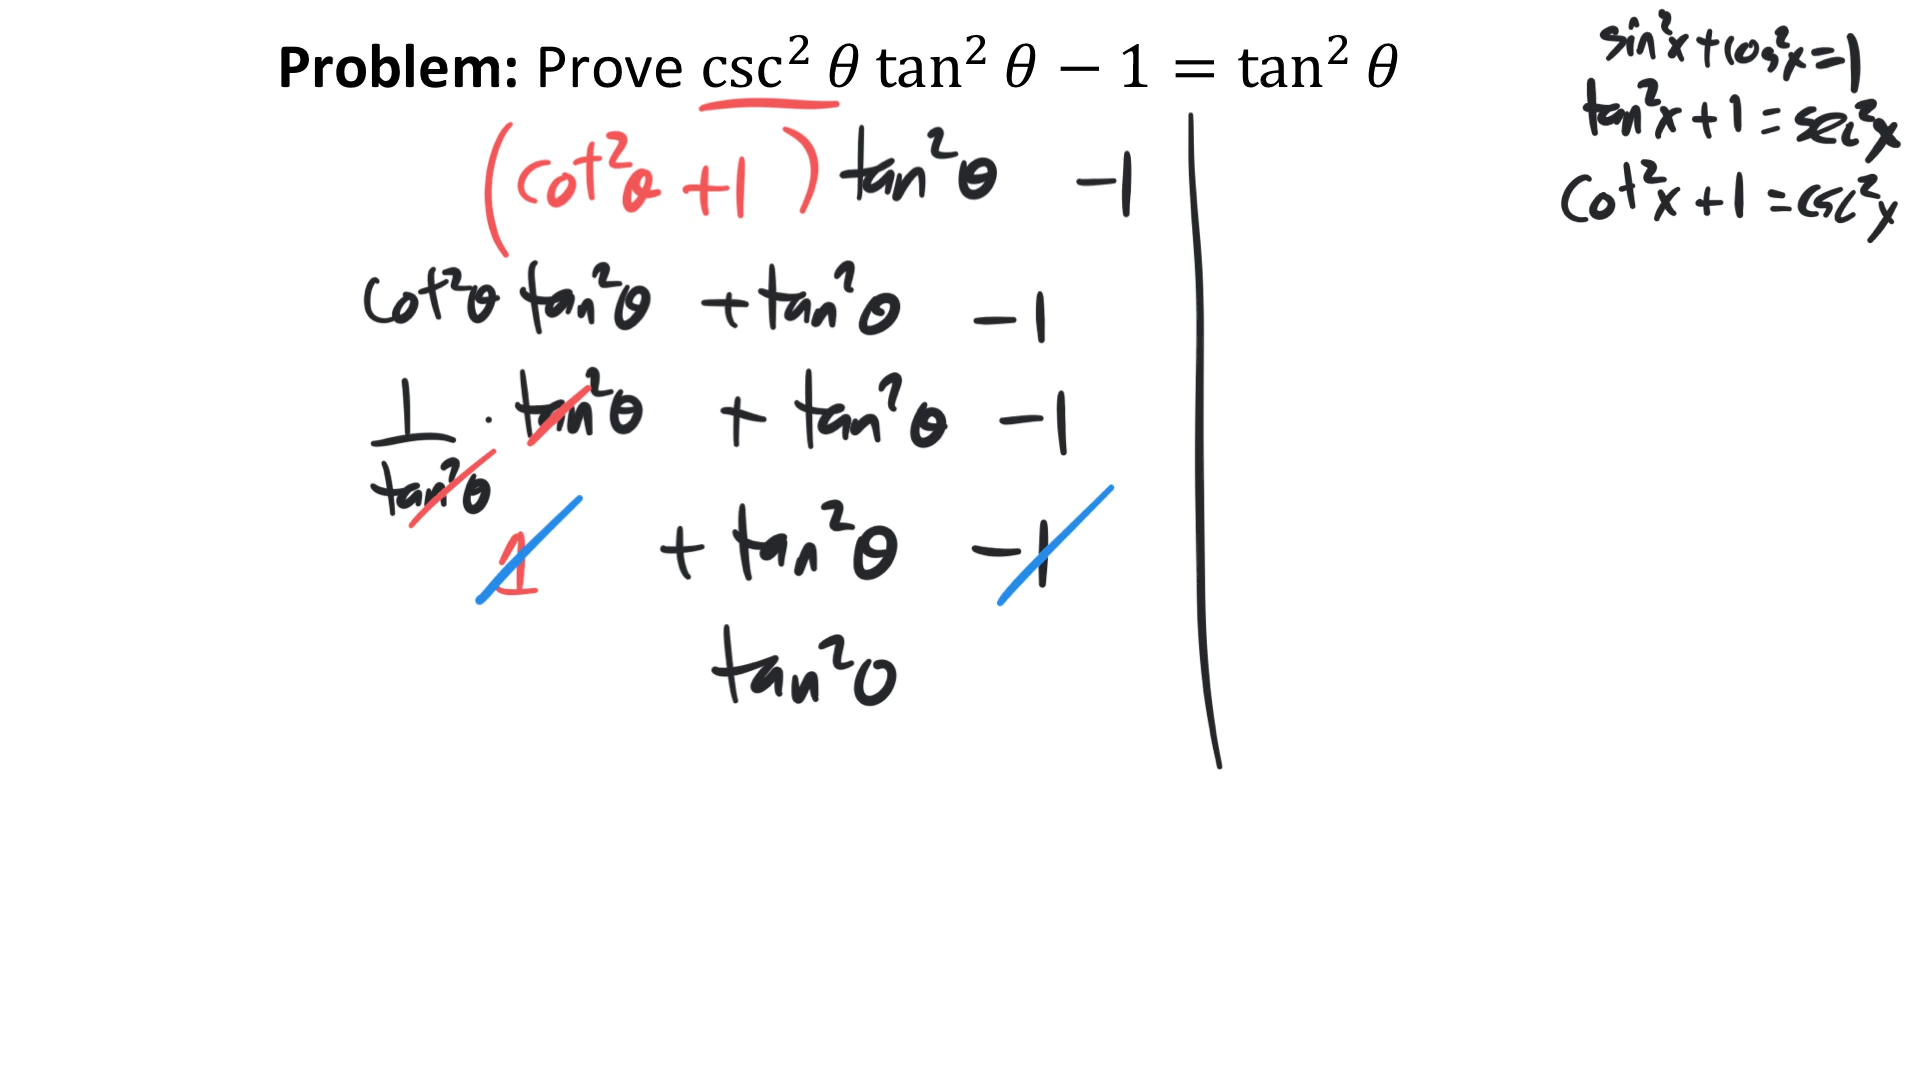 Problem: Prove csc² θ tan² θ − 1 = tan² θ
sin²x + cos²x = 1
tan²x + 1 = sec²x
cot²x + 1 = csc²x
(cot²θ + 1) tan²θ − 1
cot²θ tan²θ + tan²θ − 1
1/tan²θ · tan²θ + tan²θ − 1
1 + tan²θ − 1
tan²θ